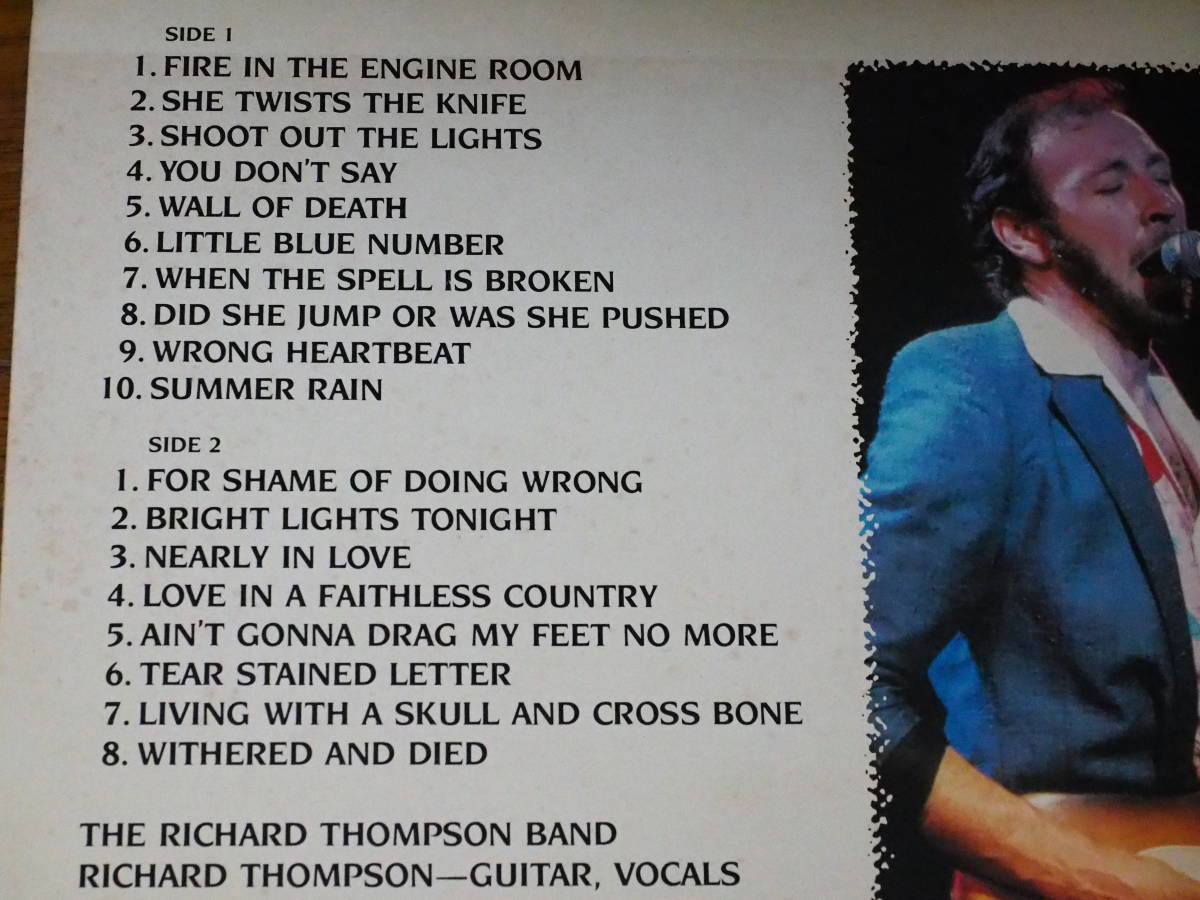 SIDE 1
1. FIRE IN THE ENGINE ROOM
2. SHE TWISTS THE KNIFE
3. SHOOT OUT THE LIGHTS
4. YOU DON'T SAY
5. WALL OF DEATH
6. LITTLE BLUE NUMBER
7. WHEN THE SPELL IS BROKEN
8. DID SHE JUMP OR WAS SHE PUSHED
9. WRONG HEARTBEAT
10. SUMMER RAIN
SIDE 2
1. FOR SHAME OF DOING WRONG
2. BRIGHT LIGHTS TONIGHT
3. NEARLY IN LOVE
4. LOVE IN A FAITHLESS COUNTRY
5. AIN'T GONNA DRAG MY FEET NO MORE
6. TEAR STAINED LETTER
7. LIVING WITH A SKULL AND CROSS BONE
8. WITHERED AND DIED
THE RICHARD THOMPSON BAND
RICHARD THOMPSON—GUITAR, VOCALS